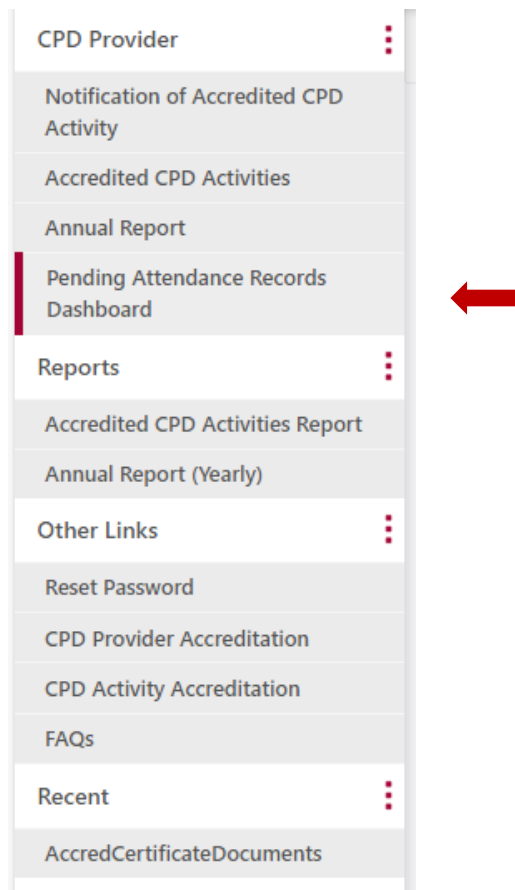 CPD Provider
Notification of Accredited CPD
Activity
Accredited CPD Activities
Annual Report
Pending Attendance Records
Dashboard
Reports
Accredited CPD Activities Report
Annual Report (Yearly)
Other Links
Reset Password
CPD Provider Accreditation
CPD Activity Accreditation
FAQs
Recent
AccredCertificateDocuments